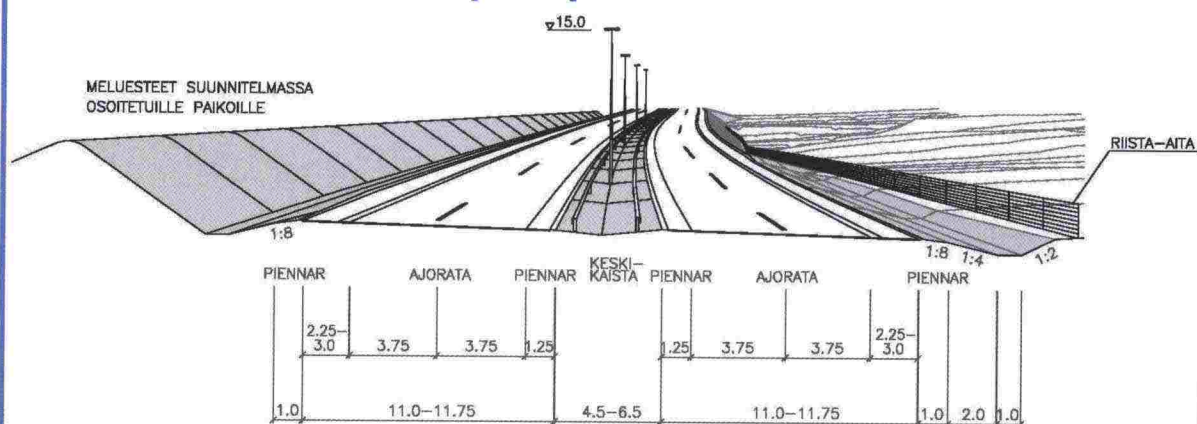 15.0
MELUESTEET SUUNNITELMASSA
OSOITETUILLE PAIKOILLE
RIISTA-AITA
1:8
1:8
1:4
1:2
PIENNAR
AJORATA
PIENNAR
KESKI-
KAISTA
PIENNAR
AJORATA
PIENNAR
2.25-
3.0
3.75
3.75
1.25
1.25
3.75
3.75
2.25-
3.0
1.0
11.0-11.75
4.5-6.5
11.0-11.75
1.0
2.0
1.0